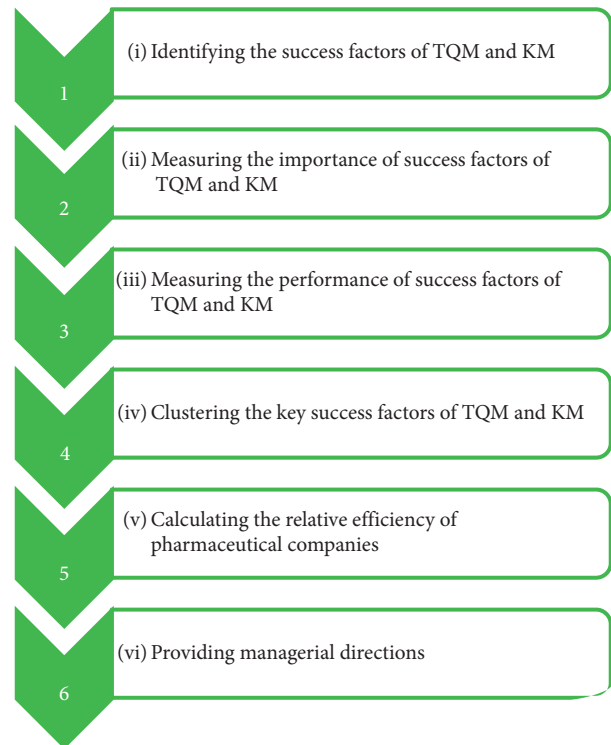 (i) Identifying the success factors of TQM and KM
1
(ii) Measuring the importance of success factors of
TQM and KM
2
(iii) Measuring the performance of success factors of
TQM and KM
3
(iv) Clustering the key success factors of TQM and KM
4
(v) Calculating the relative efficiency of
pharmaceutical companies
5
(vi) Providing managerial directions
6